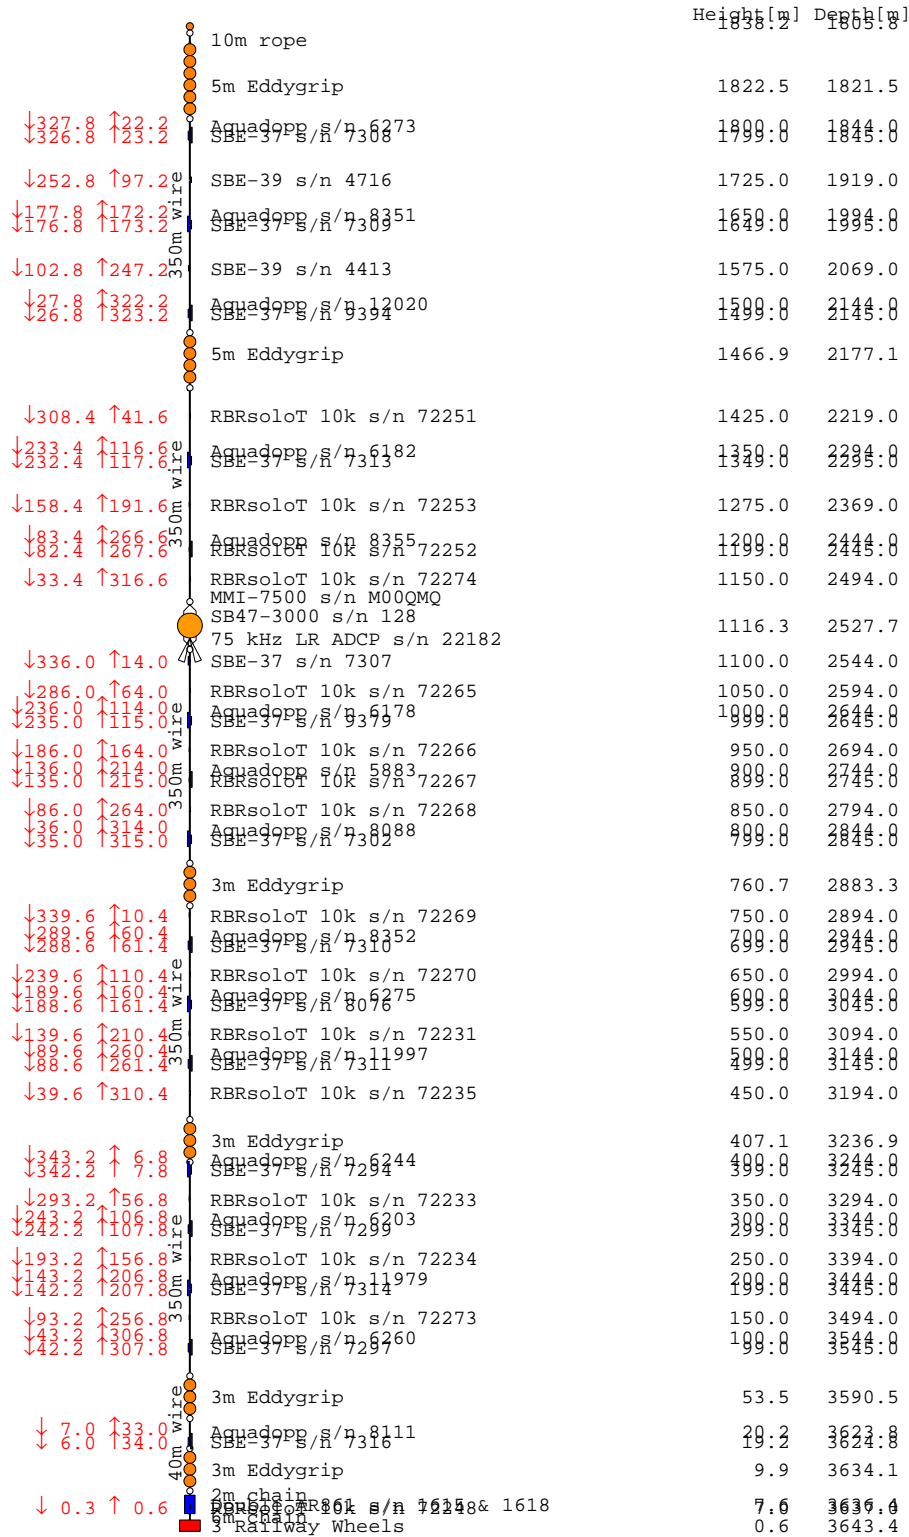 Height[m] Depth[m]
1838.2 1805.8
10m rope
5m Eddygrip 1822.5 1821.5
↓327.8 ↑22.2 Aquadopp s/n 6273 1800.0 1844.0
↓326.8 ↑23.2 SBE-37 s/n 7308 1799.0 1845.0
↓252.8 ↑97.2 SBE-39 s/n 4716 1725.0 1919.0
350m wire
↓177.8 ↑172.2 Aquadopp s/n 8351 1650.0 1994.0
↓176.8 ↑173.2 SBE-37 s/n 7309 1649.0 1995.0
↓102.8 ↑247.2 SBE-39 s/n 4413 1575.0 2069.0
↓27.8 ↑322.2 Aquadopp s/n 12020 1500.0 2144.0
↓26.8 ↑323.2 SBE-37 s/n 9394 1499.0 2145.0
5m Eddygrip 1466.9 2177.1
↓308.4 ↑41.6 RBRsoloT 10k s/n 72251 1425.0 2219.0
↓233.4 ↑116.6 Aquadopp s/n 6182 1350.0 2294.0
↓232.4 ↑117.6 SBE-37 s/n 7313 1349.0 2295.0
350m wire
↓158.4 ↑191.6 RBRsoloT 10k s/n 72253 1275.0 2369.0
↓83.4 ↑266.6 Aquadopp s/n 8355 1200.0 2444.0
↓82.4 ↑267.6 RBRsoloT 10k s/n 72252 1199.0 2445.0
↓33.4 ↑316.6 RBRsoloT 10k s/n 72274 1150.0 2494.0
MMI-7500 s/n M00QMQ
SB47-3000 s/n 128 1116.3 2527.7
75 kHz LR ADCP s/n 22182
↓336.0 ↑14.0 SBE-37 s/n 7307 1100.0 2544.0
↓286.0 ↑64.0 RBRsoloT 10k s/n 72265 1050.0 2594.0
↓236.0 ↑114.0 Aquadopp s/n 6178 1000.0 2644.0
↓235.0 ↑115.0 SBE-37 s/n 9379 999.0 2645.0
350m wire
↓186.0 ↑164.0 RBRsoloT 10k s/n 72266 950.0 2694.0
↓136.0 ↑214.0 Aquadopp s/n 5883 900.0 2744.0
↓135.0 ↑215.0 RBRsoloT 10k s/n 72267 899.0 2745.0
↓86.0 ↑264.0 RBRsoloT 10k s/n 72268 850.0 2794.0
↓36.0 ↑314.0 Aquadopp s/n 8088 800.0 2844.0
↓35.0 ↑315.0 SBE-37 s/n 7302 799.0 2845.0
3m Eddygrip 760.7 2883.3
↓339.6 ↑10.4 RBRsoloT 10k s/n 72269 750.0 2894.0
↓289.6 ↑60.4 Aquadopp s/n 8352 700.0 2944.0
↓288.6 ↑61.4 SBE-37 s/n 7310 699.0 2945.0
↓239.6 ↑110.4 RBRsoloT 10k s/n 72270 650.0 2994.0
350m wire
↓189.6 ↑160.4 Aquadopp s/n 6275 600.0 3044.0
↓188.6 ↑161.4 SBE-37 s/n 8076 599.0 3045.0
↓139.6 ↑210.4 RBRsoloT 10k s/n 72231 550.0 3094.0
↓89.6 ↑260.4 Aquadopp s/n 11997 500.0 3144.0
↓88.6 ↑261.4 SBE-37 s/n 7311 499.0 3145.0
↓39.6 ↑310.4 RBRsoloT 10k s/n 72235 450.0 3194.0
3m Eddygrip 407.1 3236.9
↓343.2 ↑ 6.8 Aquadopp s/n 6244 400.0 3244.0
↓342.2 ↑ 7.8 SBE-37 s/n 7294 399.0 3245.0
↓293.2 ↑56.8 RBRsoloT 10k s/n 72233 350.0 3294.0
↓243.2 ↑106.8 Aquadopp s/n 6203 300.0 3344.0
↓242.2 ↑107.8 SBE-37 s/n 7299 299.0 3345.0
350m wire
↓193.2 ↑156.8 RBRsoloT 10k s/n 72234 250.0 3394.0
↓143.2 ↑206.8 Aquadopp s/n 11979 200.0 3444.0
↓142.2 ↑207.8 SBE-37 s/n 7314 199.0 3445.0
↓93.2 ↑256.8 RBRsoloT 10k s/n 72273 150.0 3494.0
↓43.2 ↑306.8 Aquadopp s/n 6260 100.0 3544.0
↓42.2 ↑307.8 SBE-37 s/n 7297 99.0 3545.0
3m Eddygrip 53.5 3590.5
40m wire
↓ 7.0 ↑33.0 Aquadopp s/n 8111 20.2 3623.8
↓ 6.0 ↑34.0 SBE-37 s/n 7316 19.2 3624.8
3m Eddygrip 9.9 3634.1
2m chain
Double AR861 s/n 1615 & 1618 7.6 3636.4
↓ 0.3 ↑ 0.6 RBRsoloT 10k s/n 72248 7.0
6m chain
3 Railway Wheels 0.6 3643.4